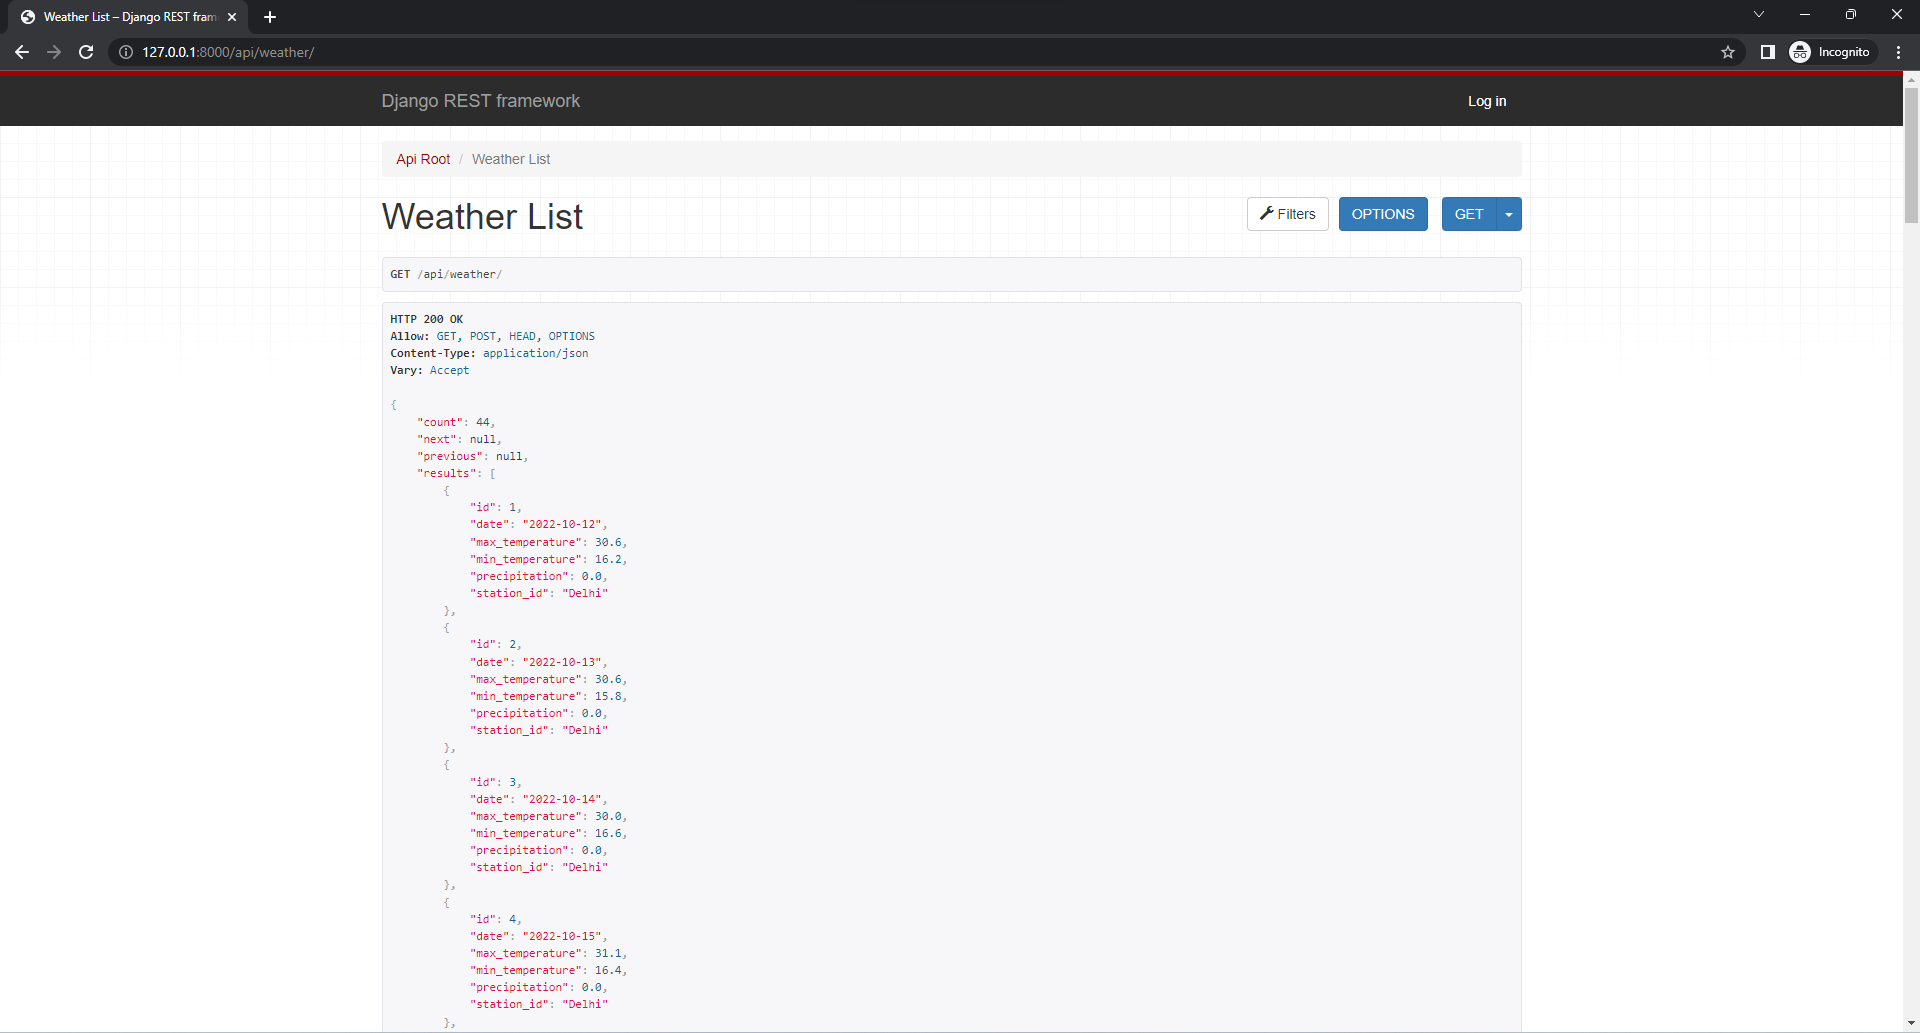 Weather List – Django REST fram
127.0.0.1:8000/api/weather/
Incognito
Django REST framework
Log in
Api Root / Weather List
Weather List
Filters
OPTIONS
GET
GET /api/weather/
HTTP 200 OK
Allow: GET, POST, HEAD, OPTIONS
Content-Type: application/json
Vary: Accept
{
"count": 44,
"next": null,
"previous": null,
"results": [
{
"id": 1,
"date": "2022-10-12",
"max_temperature": 30.6,
"min_temperature": 16.2,
"precipitation": 0.0,
"station_id": "Delhi"
},
{
"id": 2,
"date": "2022-10-13",
"max_temperature": 30.6,
"min_temperature": 15.8,
"precipitation": 0.0,
"station_id": "Delhi"
},
{
"id": 3,
"date": "2022-10-14",
"max_temperature": 30.0,
"min_temperature": 16.6,
"precipitation": 0.0,
"station_id": "Delhi"
},
{
"id": 4,
"date": "2022-10-15",
"max_temperature": 31.1,
"min_temperature": 16.4,
"precipitation": 0.0,
"station_id": "Delhi"
},